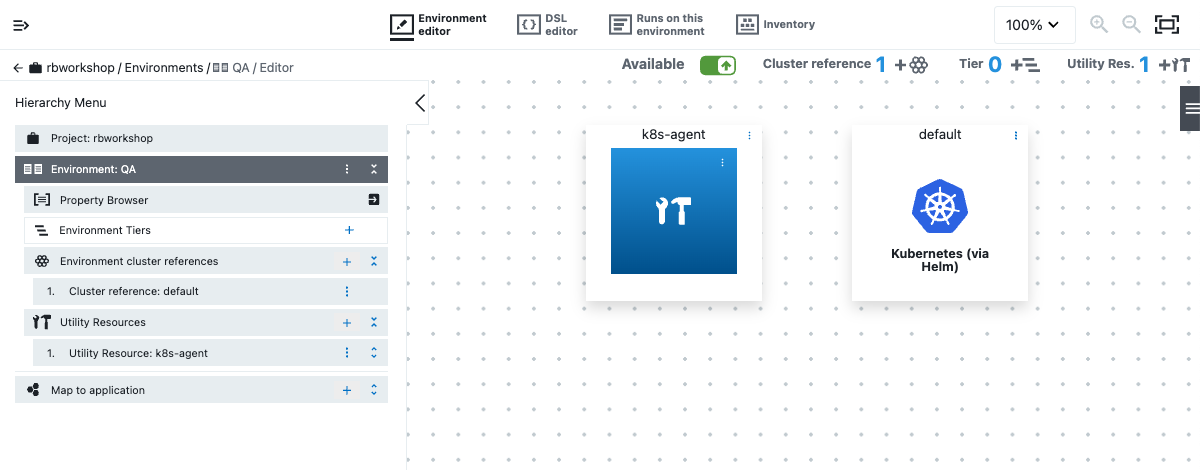 Environment
editor
DSL
editor
Runs on this
environment
Inventory
100%
rbworkshop / Environments / QA / Editor
Available
Cluster reference 1
Tier 0
Utility Res. 1
Hierarchy Menu
Project: rbworkshop
Environment: QA
Property Browser
Environment Tiers
Environment cluster references
1. Cluster reference: default
Utility Resources
1. Utility Resource: k8s-agent
Map to application
k8s-agent
default
Kubernetes (via
Helm)